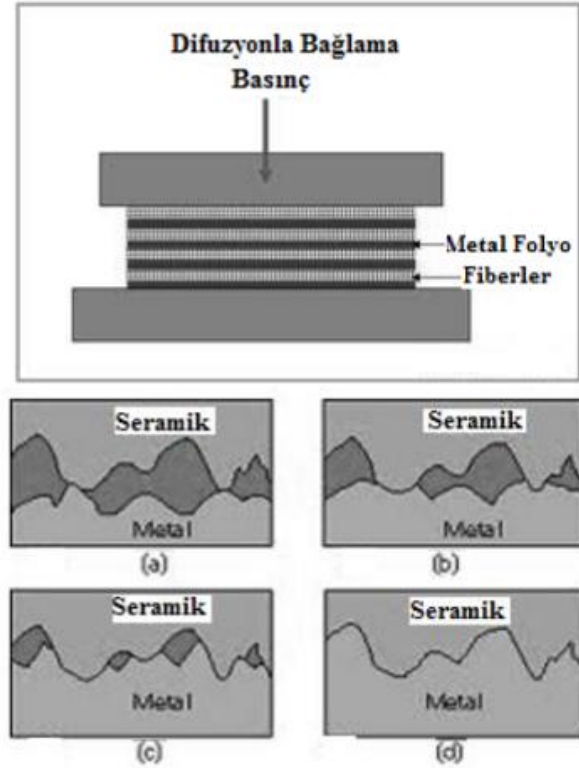 Difuzyonla Bağlama
Basınç
Metal Folyo
Fiberler
Seramik
Metal
(a)
Seramik
Metal
(b)
Seramik
Metal
(c)
Seramik
Metal
(d)